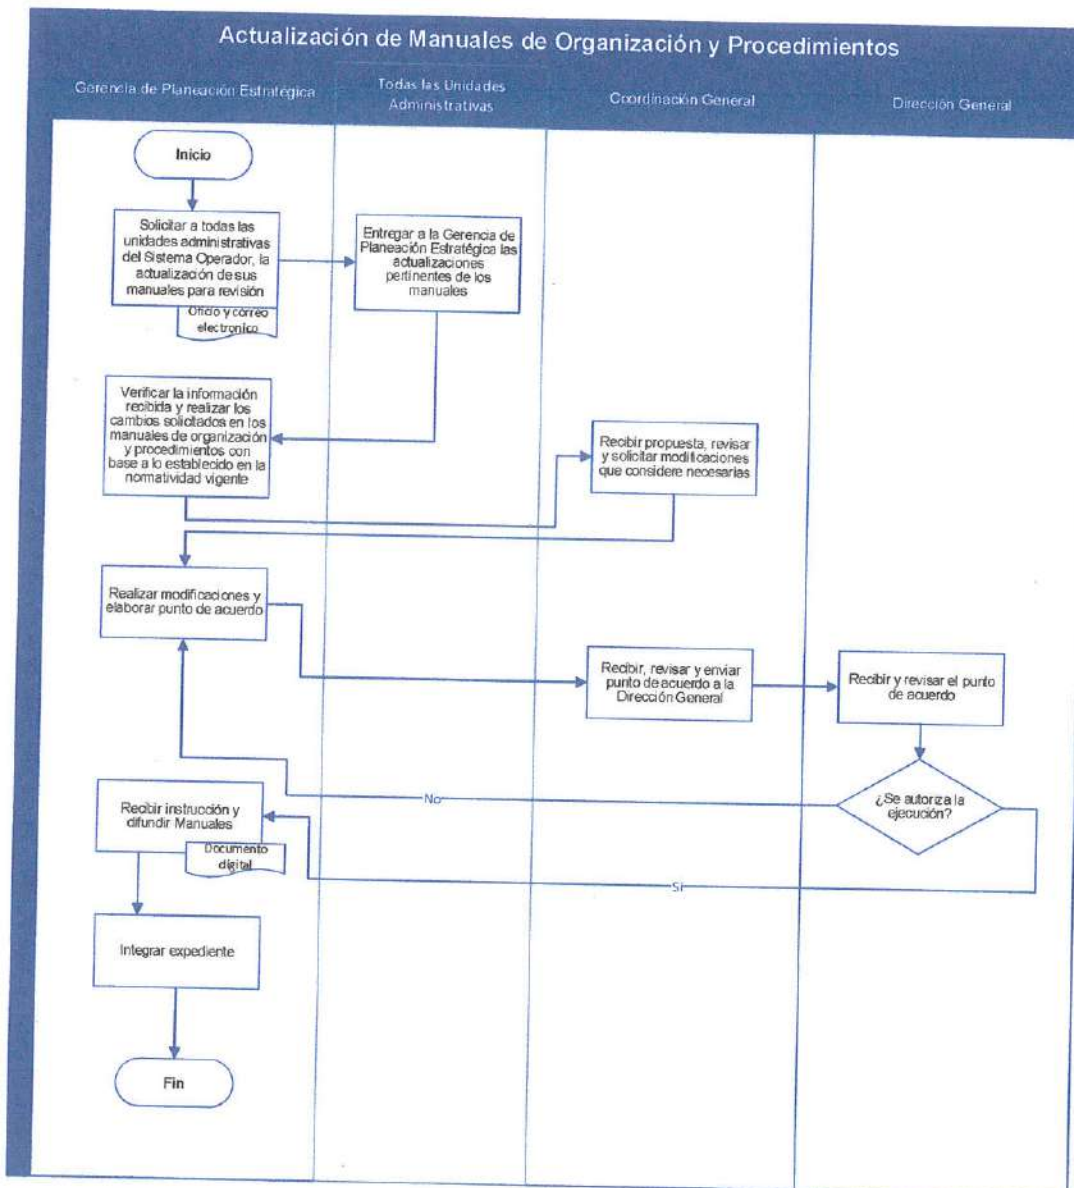 Actualización de Manuales de Organización y Procedimientos
Gerencia de Planeación Estratégica
Todas las Unidades
Administrativas
Coordinación General
Dirección General
Inicio
Solicitar a todas las
unidades administrativas
del Sistema Operador, la
actualización de sus
manuales para revisión
Oficio y correo
electronico
Entregar a la Gerencia de
Planeación Estratégica las
actualizaciones
pertinentes de los
manuales
Verificar la información
recibida y realizar los
cambios solicitados en los
manuales de organización
y procedimientos con
base a lo establecido en la
normatividad vigente
Recibir propuesta, revisar
y solicitar modificaciones
que considere necesarias
Realizar modificaciones y
elaborar punto de acuerdo
Recibir, revisar y enviar
punto de acuerdo a la
Dirección General
Recibir y revisar el punto
de acuerdo
¿Se autoriza la
ejecución?
No
Si
Recibir instrucción y
difundir Manuales
Documento
digital
Integrar expediente
Fin